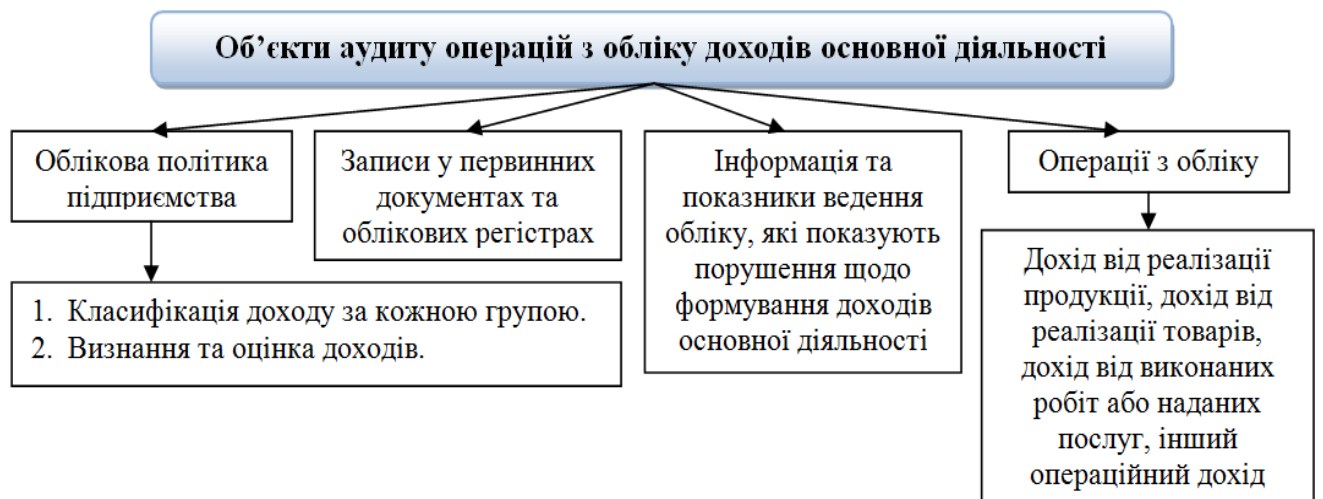 Об’єкти аудиту операцій з обліку доходів основної діяльності
Облікова політика
підприємства
Записи у первинних
документах та
облікових регістрах
Інформація та
показники ведення
обліку, які показують
порушення щодо
формування доходів
основної діяльності
Операції з обліку
1. Класифікація доходу за кожною групою.
2. Визнання та оцінка доходів.
Дохід від реалізації
продукції, дохід від
реалізації товарів,
дохід від виконаних
робіт або наданих
послуг, інший
операційний дохід